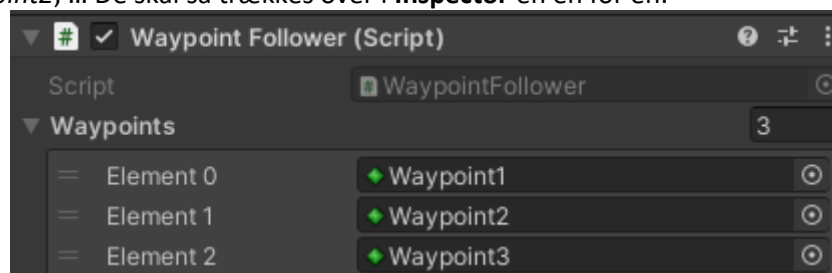 point2, ... De skal så trækkes over i Inspector én en for en.
# Waypoint Follower (Script)
Script # WaypointFollower
Waypoints 3
Element 0 Waypoint1
Element 1 Waypoint2
Element 2 Waypoint3